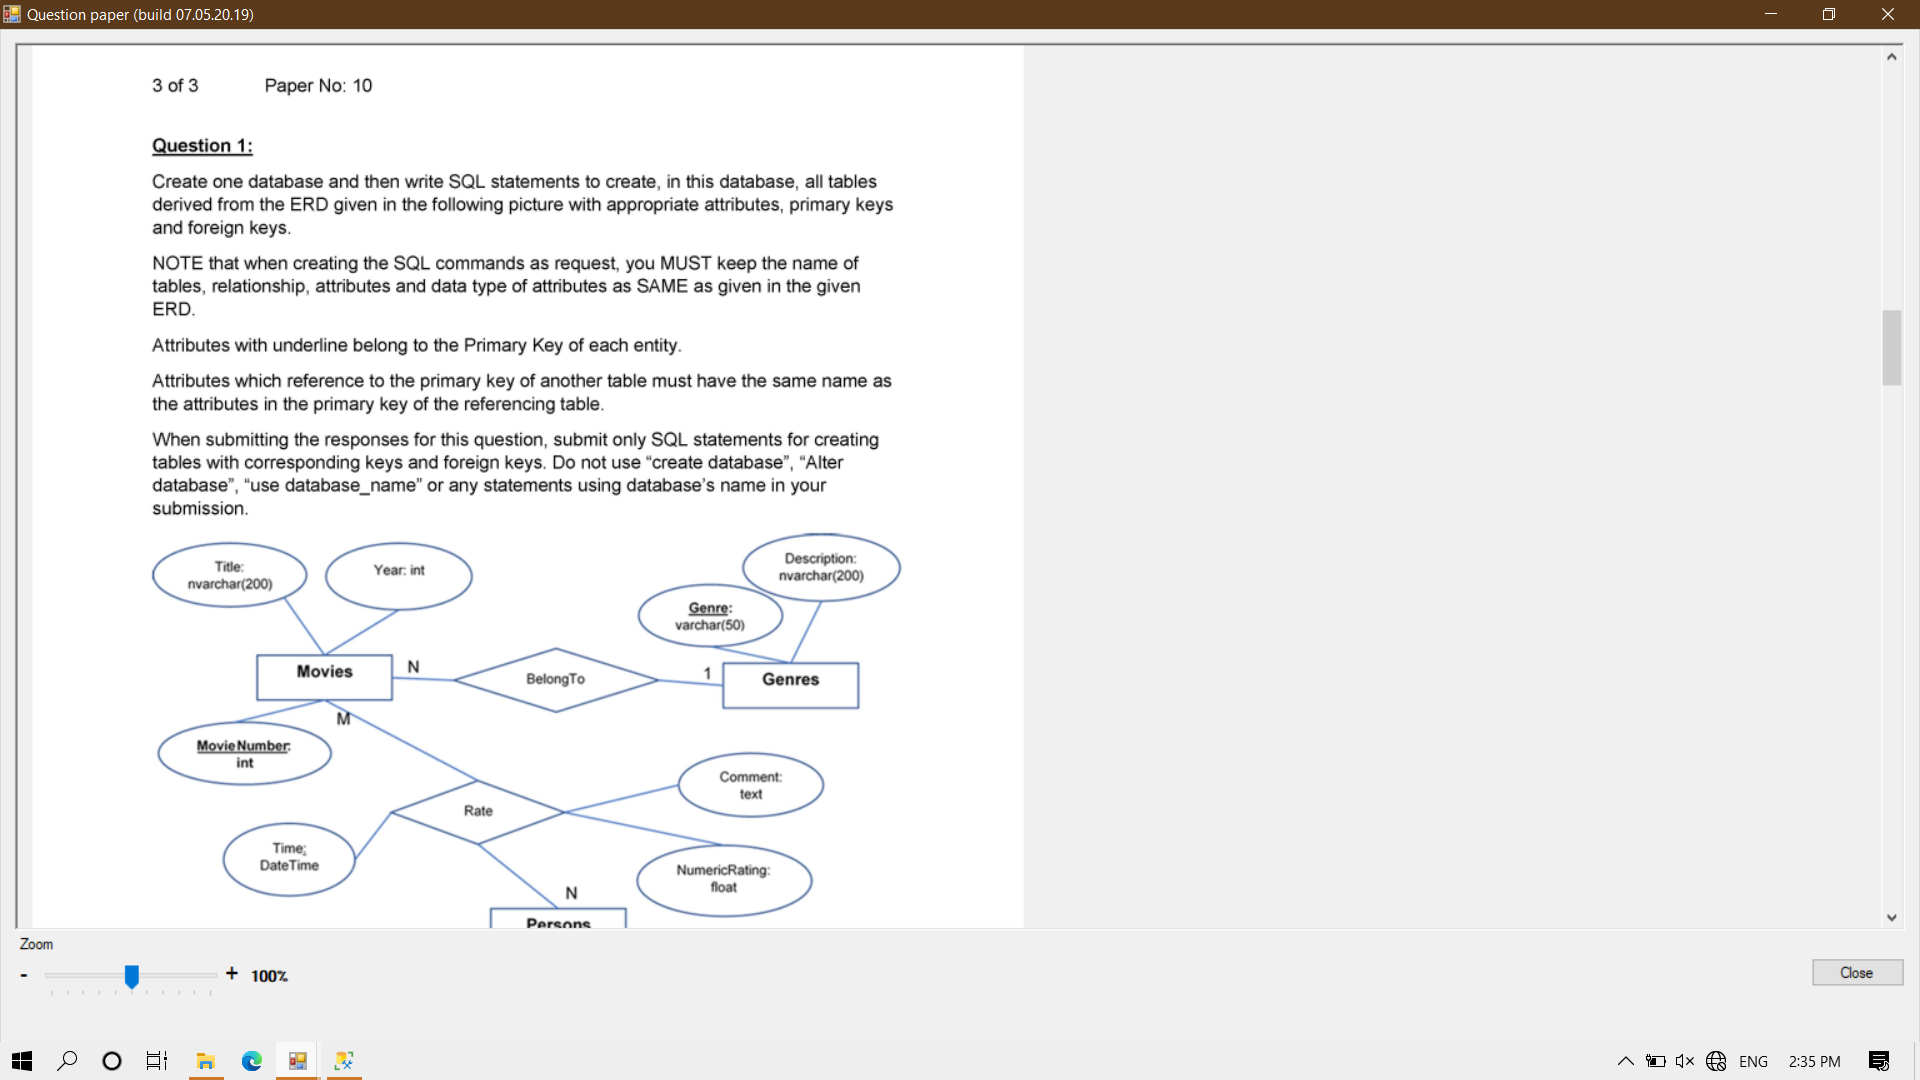 Question paper (build 07.05.20.19)
3 of 3 Paper No: 10
Question 1:
Create one database and then write SQL statements to create, in this database, all tables
derived from the ERD given in the following picture with appropriate attributes, primary keys
and foreign keys.
NOTE that when creating the SQL commands as request, you MUST keep the name of
tables, relationship, attributes and data type of attributes as SAME as given in the given
ERD.
Attributes with underline belong to the Primary Key of each entity.
Attributes which reference to the primary key of another table must have the same name as
the attributes in the primary key of the referencing table.
When submitting the responses for this question, submit only SQL statements for creating
tables with corresponding keys and foreign keys. Do not use “create database”, “Alter
database”, “use database_name” or any statements using database’s name in your
submission.
Title:
nvarchar(200)
Year: int
Description:
nvarchar(200)
Genre:
varchar(50)
Movies
N
BelongTo
1
Genres
M
MovieNumber:
int
Comment:
text
Rate
Time:
DateTime
NumericRating:
float
N
Persons
Zoom
- + 100%
Close
ENG 2:35 PM